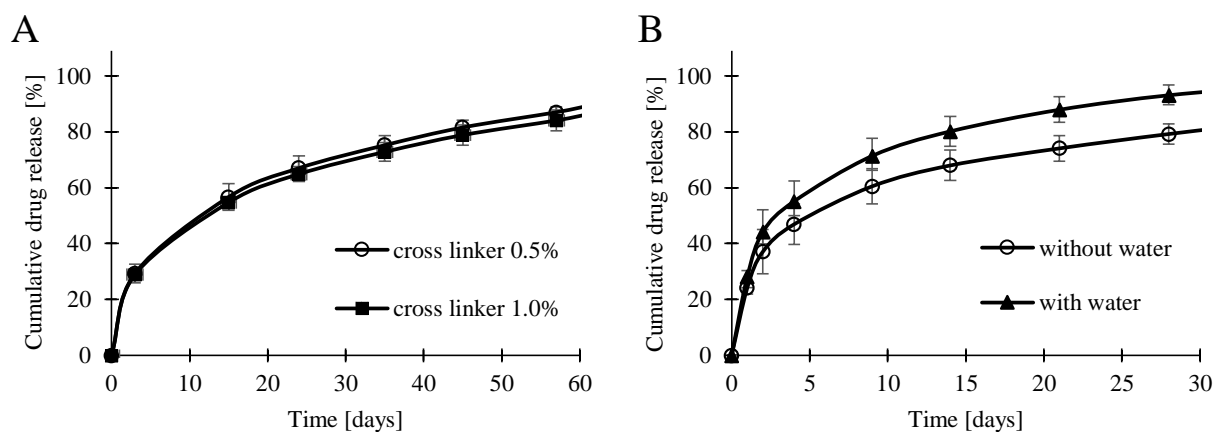 A
Cumulative drug release [%]
100
80
60
40
20
0
cross linker 0.5%
cross linker 1.0%
0 10 20 30 40 50 60
Time [days]
B
Cumulative drug release [%]
100
80
60
40
20
0
without water
with water
0 5 10 15 20 25 30
Time [days]